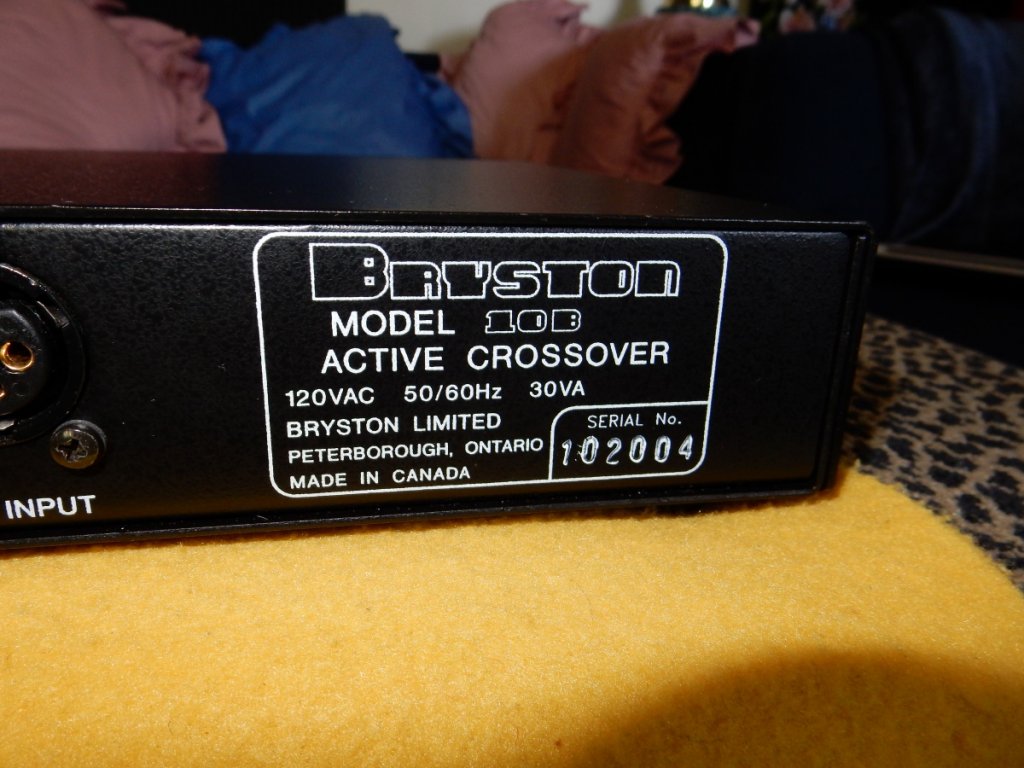 BRYSTON
MODEL 10B
ACTIVE CROSSOVER
120VAC 50/60Hz 30VA
BRYSTON LIMITED
PETERBOROUGH, ONTARIO
MADE IN CANADA
SERIAL No.
102004
INPUT